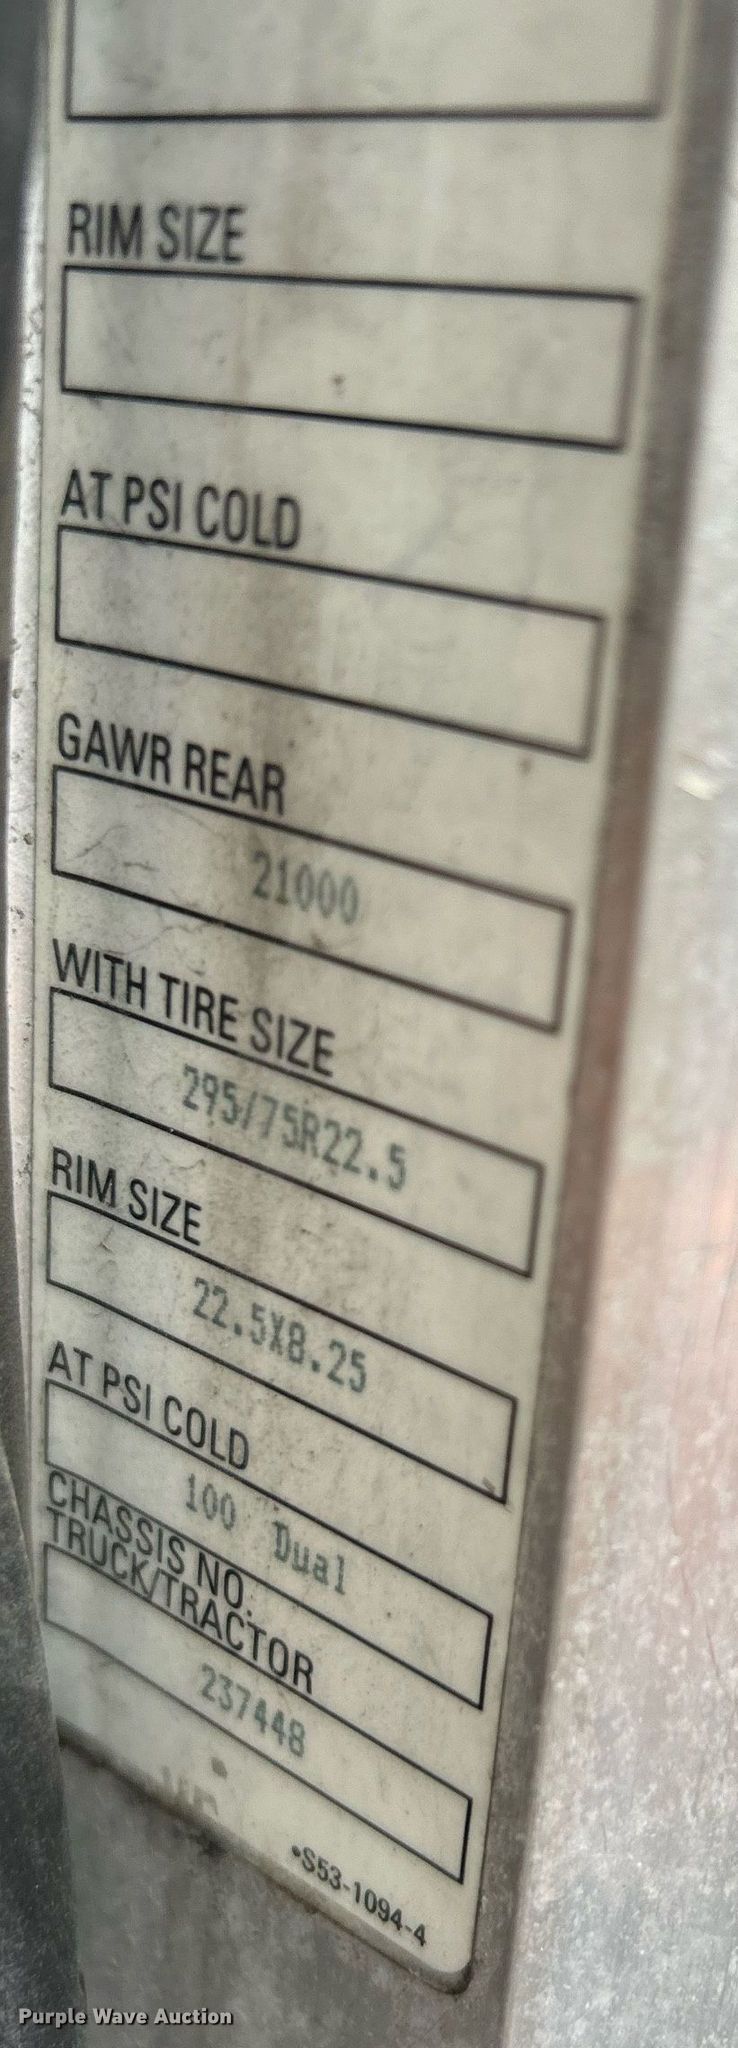 RIM SIZE
AT PSI COLD
GAWR REAR
21000
WITH TIRE SIZE
295/75R22.5
RIM SIZE
22.5X8.25
AT PSI COLD
100 Dual
CHASSIS NO.
TRUCK/TRACTOR
237448
•S53-1094-4
Purple Wave Auction